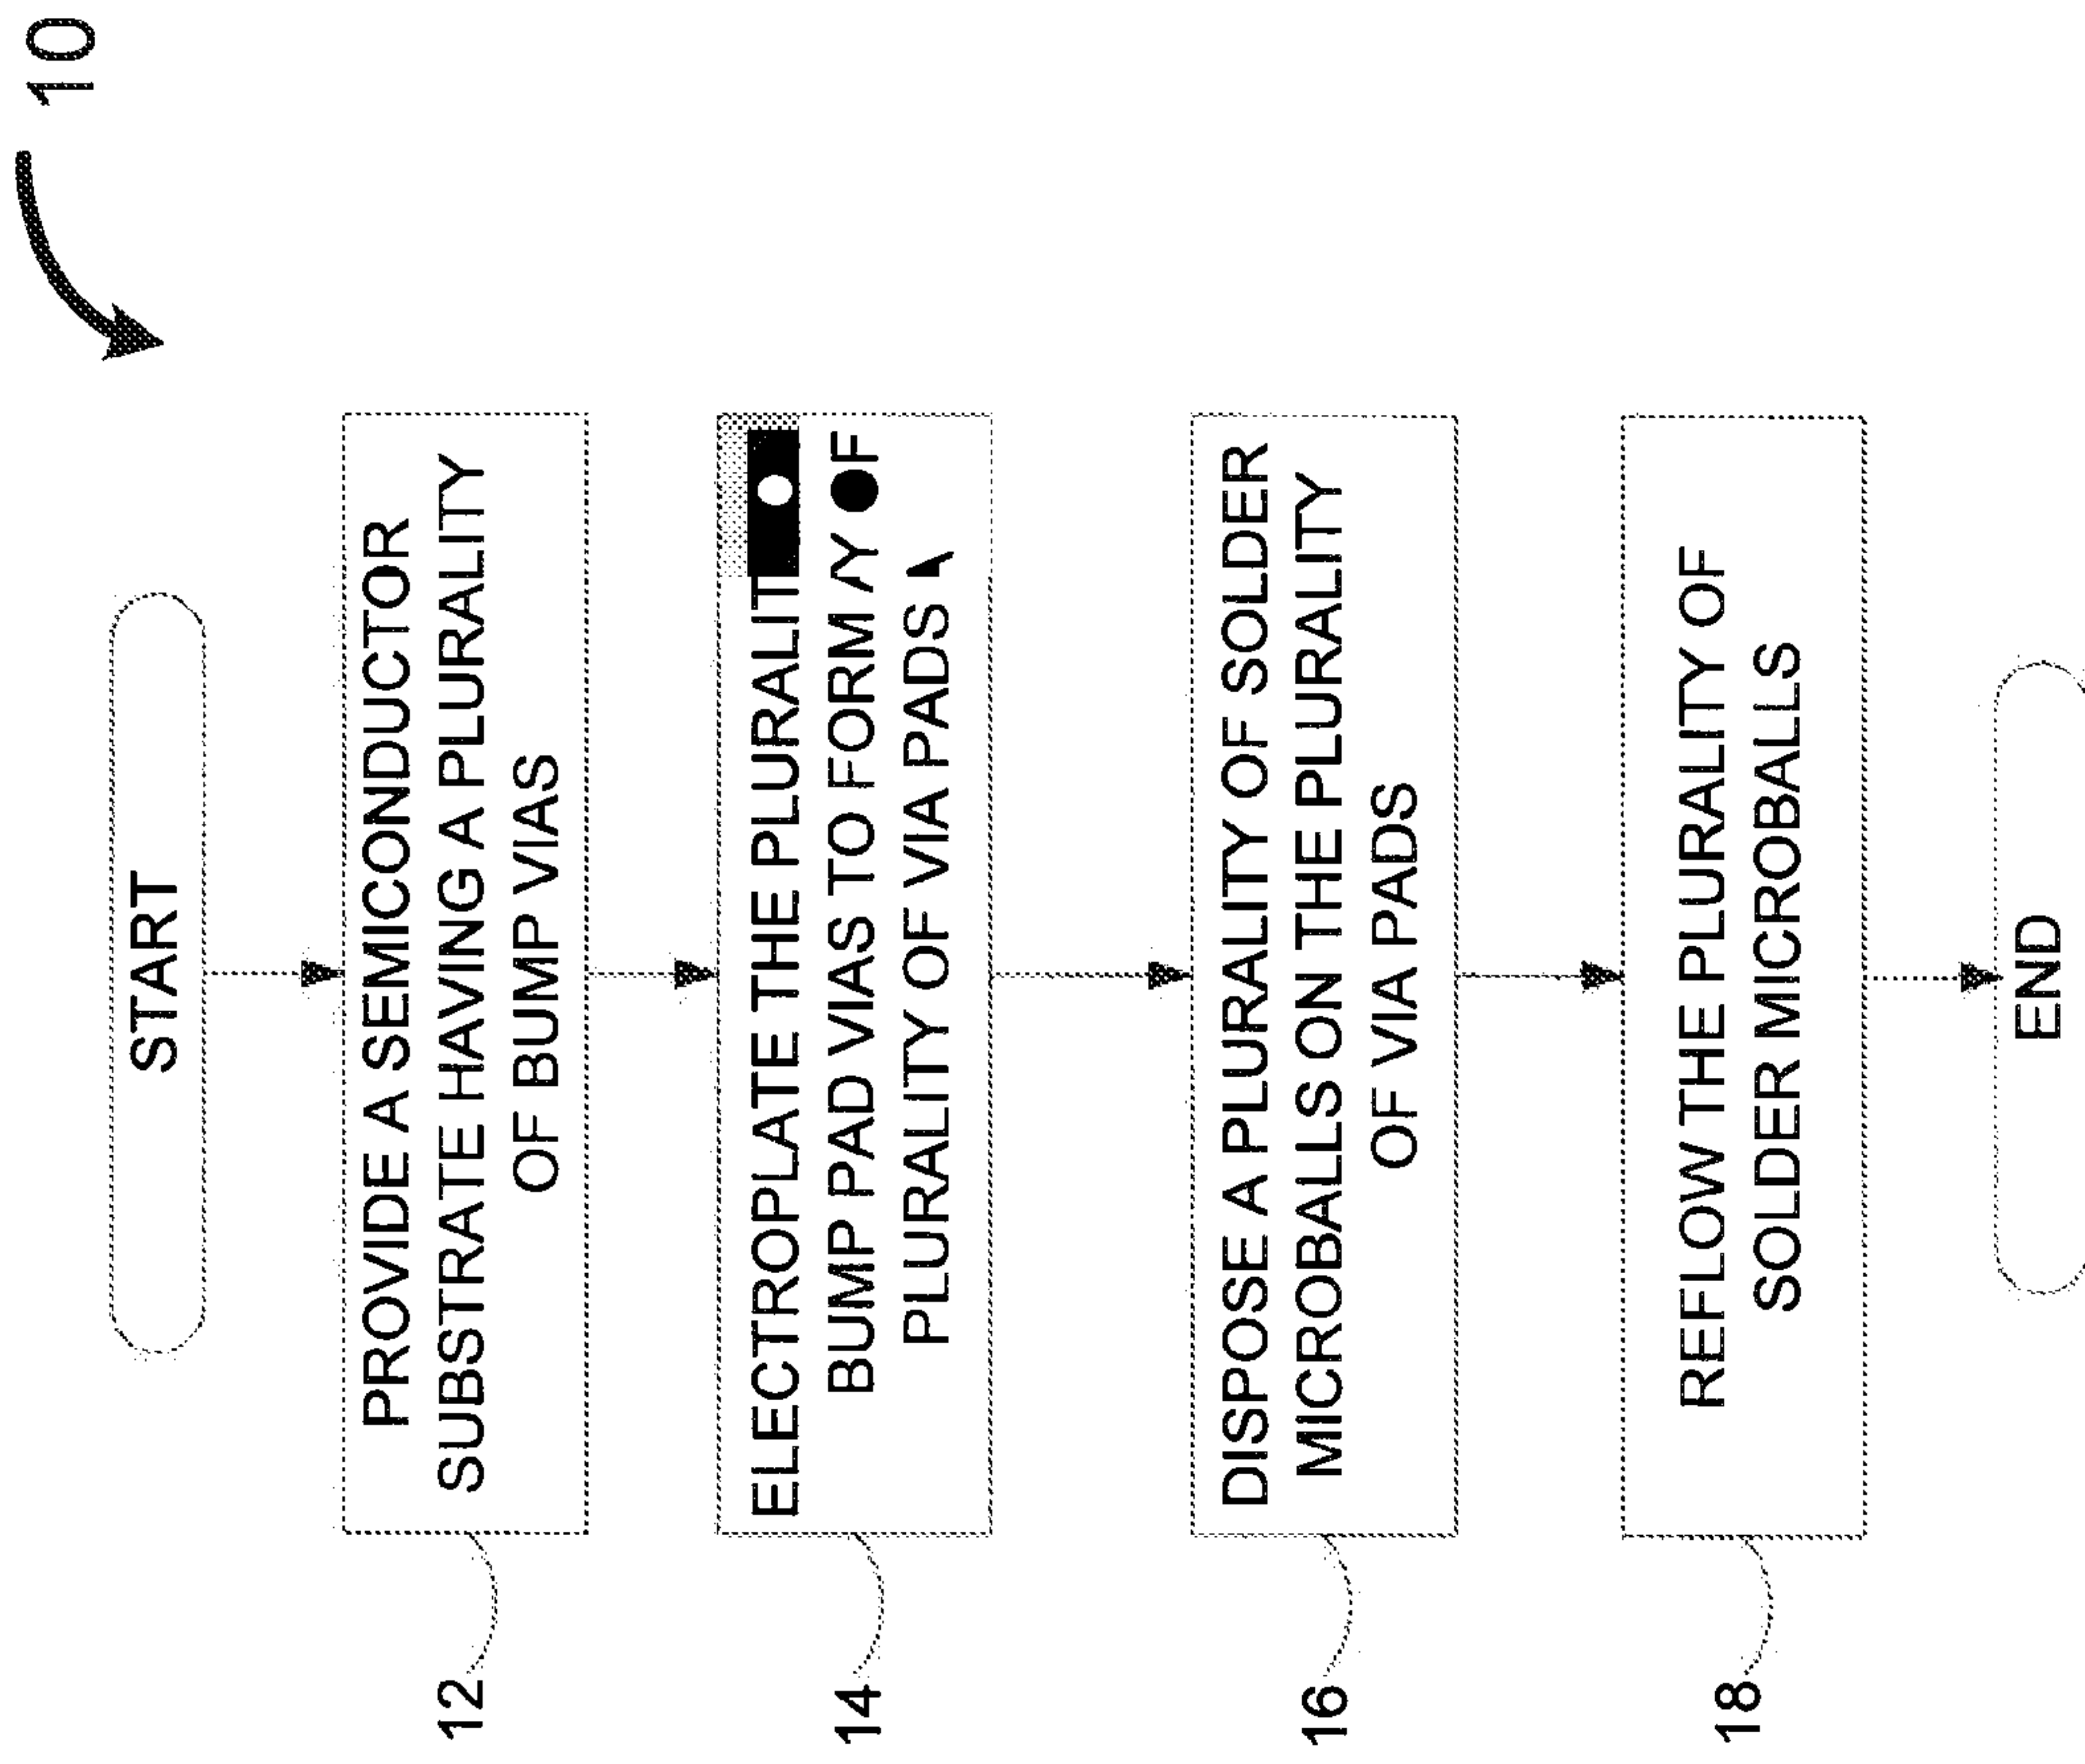 10
START
12
PROVIDE A SEMICONDUCTOR
SUBSTRATE HAVING A PLURALITY
OF BUMP VIAS
14
ELECTROPLATE THE
BUMP PAD VIAS TO FORM OF
PLURALITY OF VIA PADS
16
DISPOSE A PLURALITY OF SOLDER
MICROBALLS ON THE PLURALITY
OF VIA PADS
18
REFLOW THE PLURALITY OF
SOLDER MICROBALLS
END